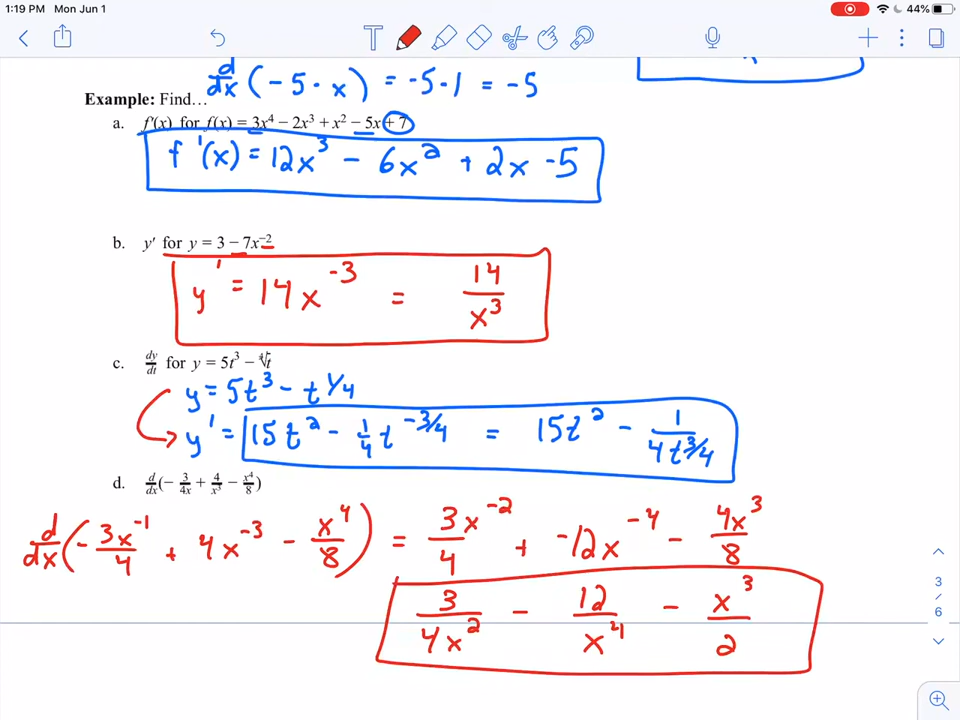 1:19 PM Mon Jun 1
44%
T
d/dx (-5 · x) = -5·1 = -5
Example: Find…
a. f'(x) for f(x) = 3x⁴ − 2x³ + x² − 5x + 7
f'(x) = 12x³ - 6x² + 2x -5
b. y′ for y = 3 − 7x⁻²
y' = 14x⁻³ = 14/x³
c. dy/dt for y = 5t³ − ∜t
y = 5t³ - t^1/4
y' = 15t² - 1/4 t^-3/4 = 15t² - 1/(4t^3/4)
d. d/dx(− 3/4x + 4/x³ − x⁴/8)
d/dx(- 3x⁻¹/4 + 4x⁻³ - x⁴/8) = 3x⁻²/4 + -12x⁻⁴ - 4x³/8
3/4x² - 12/x⁴ - x³/2
3
/
6